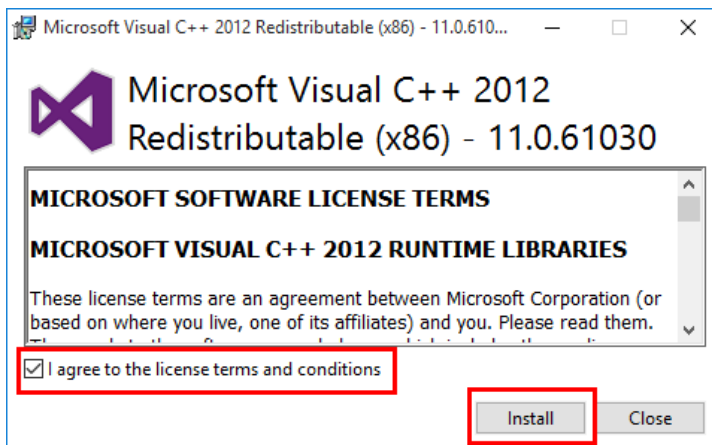 Microsoft Visual C++ 2012 Redistributable (x86) - 11.0.610...
Microsoft Visual C++ 2012
Redistributable (x86) - 11.0.61030
MICROSOFT SOFTWARE LICENSE TERMS
MICROSOFT VISUAL C++ 2012 RUNTIME LIBRARIES
These license terms are an agreement between Microsoft Corporation (or
based on where you live, one of its affiliates) and you. Please read them.
I agree to the license terms and conditions
Install
Close